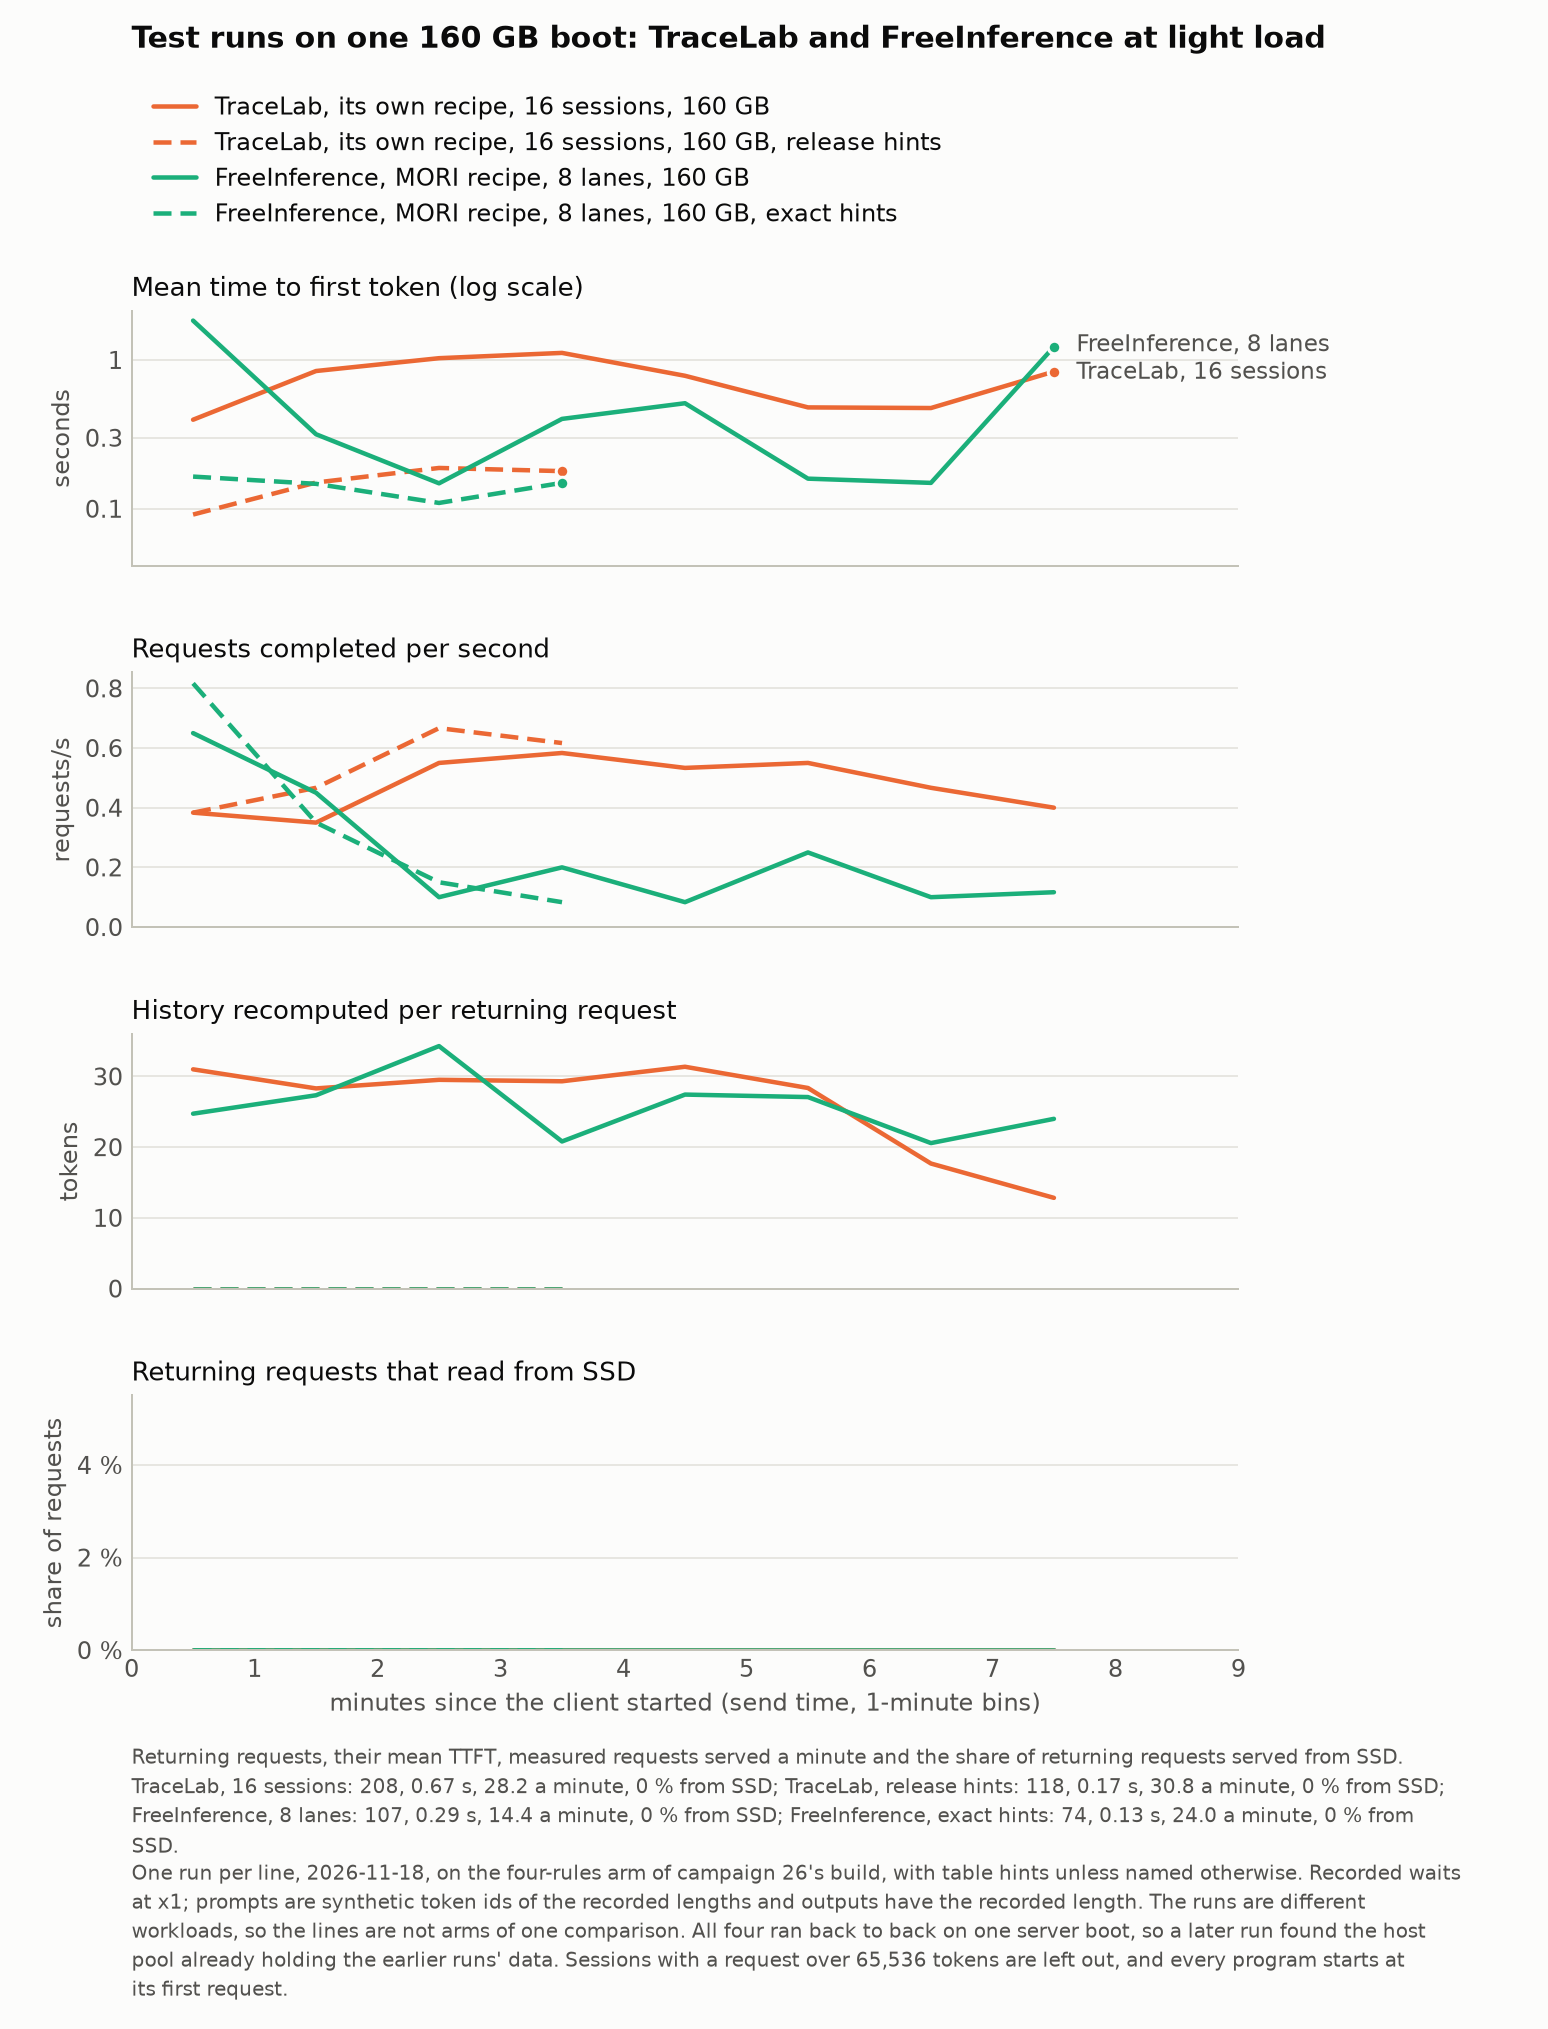 Test runs on one 160 GB boot: TraceLab and FreeInference at light load
TraceLab, its own recipe, 16 sessions, 160 GB
TraceLab, its own recipe, 16 sessions, 160 GB, release hints
FreeInference, MORI recipe, 8 lanes, 160 GB
FreeInference, MORI recipe, 8 lanes, 160 GB, exact hints
Mean time to first token (log scale)
seconds
1
0.3
0.1
FreeInference, 8 lanes
TraceLab, 16 sessions
Requests completed per second
requests/s
0.8
0.6
0.4
0.2
0.0
History recomputed per returning request
tokens
30
20
10
0
Returning requests that read from SSD
share of requests
4 %
2 %
0 %
0 1 2 3 4 5 6 7 8 9
minutes since the client started (send time, 1-minute bins)
Returning requests, their mean TTFT, measured requests served a minute and the share of returning requests served from SSD.
TraceLab, 16 sessions: 208, 0.67 s, 28.2 a minute, 0 % from SSD; TraceLab, release hints: 118, 0.17 s, 30.8 a minute, 0 % from SSD;
FreeInference, 8 lanes: 107, 0.29 s, 14.4 a minute, 0 % from SSD; FreeInference, exact hints: 74, 0.13 s, 24.0 a minute, 0 % from
SSD.
One run per line, 2026-11-18, on the four-rules arm of campaign 26's build, with table hints unless named otherwise. Recorded waits
at x1; prompts are synthetic token ids of the recorded lengths and outputs have the recorded length. The runs are different
workloads, so the lines are not arms of one comparison. All four ran back to back on one server boot, so a later run found the host
pool already holding the earlier runs' data. Sessions with a request over 65,536 tokens are left out, and every program starts at
its first request.